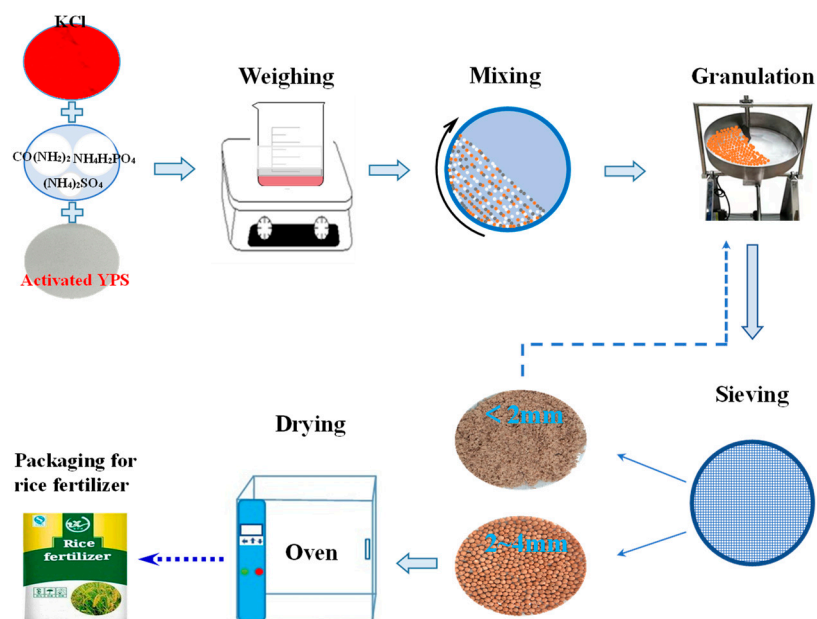 KCl
CO(NH₂)₂ NH₄H₂PO₄
(NH₄)₂SO₄
Activated YPS
Weighing
Mixing
Granulation
Sieving
< 2mm
2~4mm
Drying
Oven
Packaging for
rice fertilizer
Rice
fertilizer